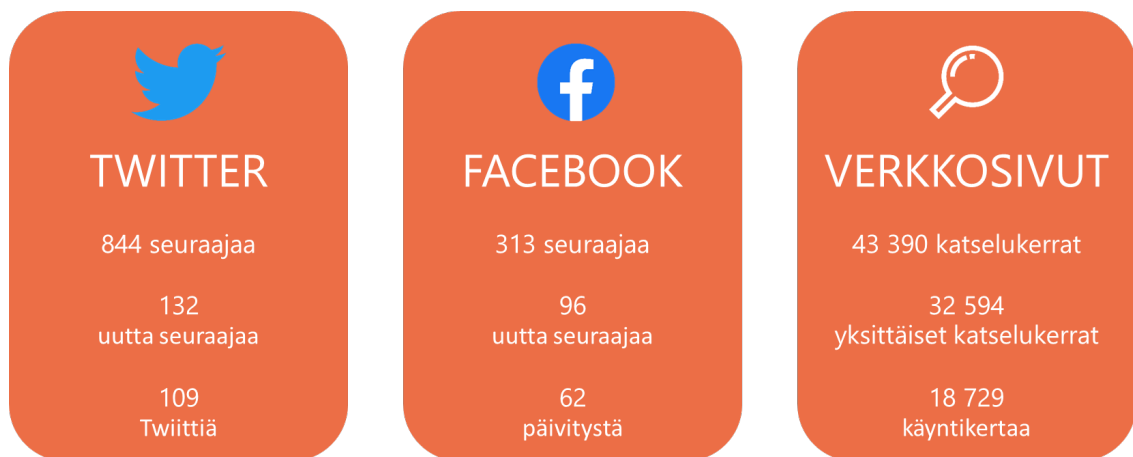 TWITTER
844 seuraajaa
132
uutta seuraajaa
109
Twiittiä
FACEBOOK
313 seuraajaa
96
uutta seuraajaa
62
päivitystä
VERKKOSIVUT
43 390 katselukerrat
32 594
yksittäiset katselukerrat
18 729
käyntikertaa